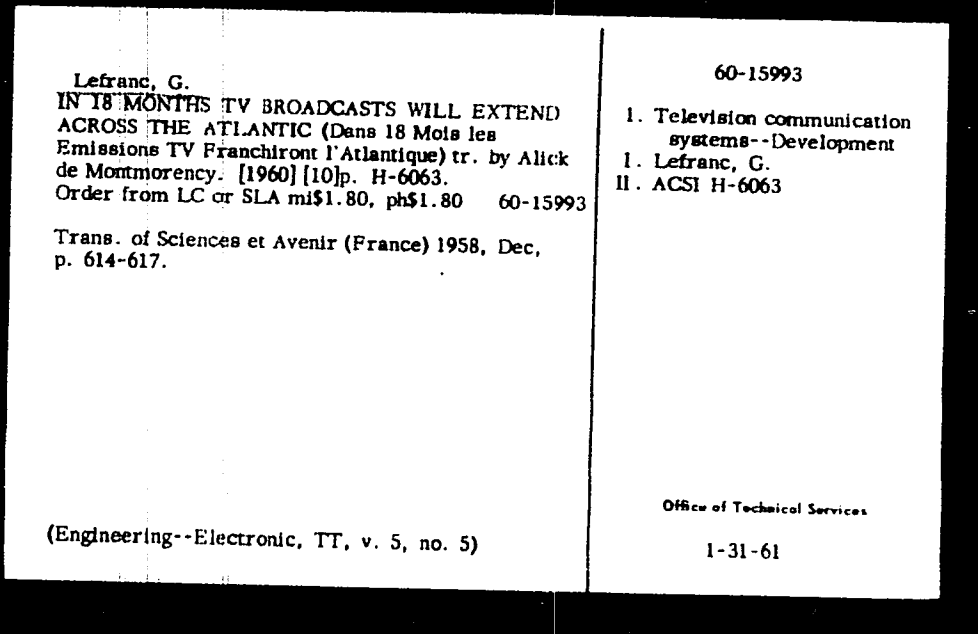 Lefranc, G.
IN 18 MONTHS TV BROADCASTS WILL EXTEND
ACROSS THE ATLANTIC (Dans 18 Mois les
Emissions TV Franchiront l'Atlantique) tr. by Alick
de Montmorency. [1960] [10]p. H-6063.
Order from LC or SLA mi$1.80, ph$1.80 60-15993
Trans. of Sciences et Avenir (France) 1958, Dec,
p. 614-617.
(Engineering--Electronic, TT, v. 5, no. 5)
60-15993
1. Television communication
systems--Development
I. Lefranc, G.
II. ACSI H-6063
Office of Technical Services
1-31-61